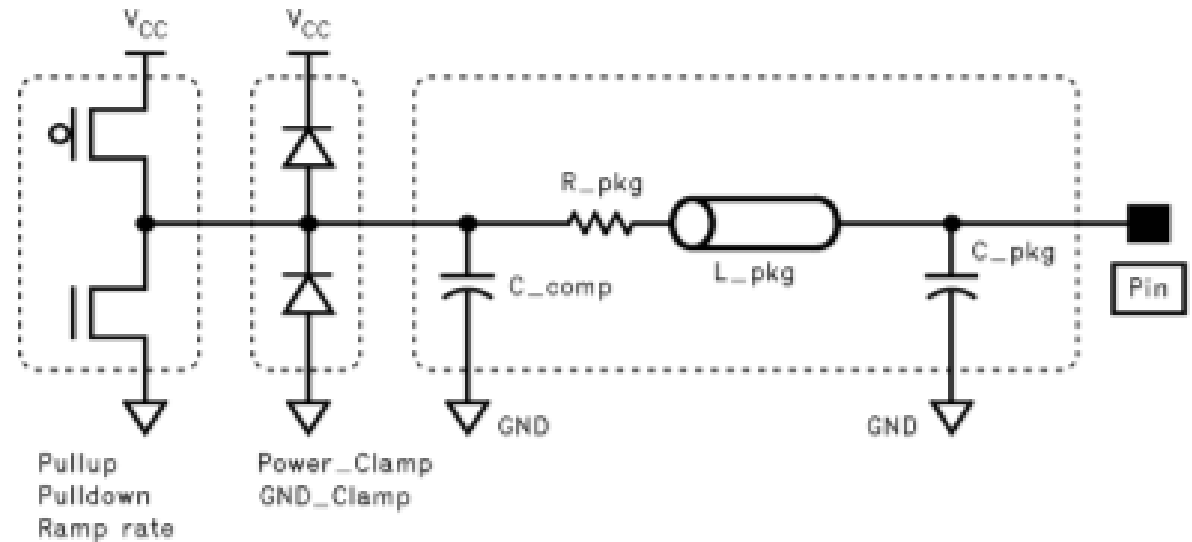 VCC
VCC
R_pkg
L_pkg
C_comp
C_pkg
Pin
GND
GND
Pullup
Pulldown
Ramp rate
Power_Clamp
GND_Clamp